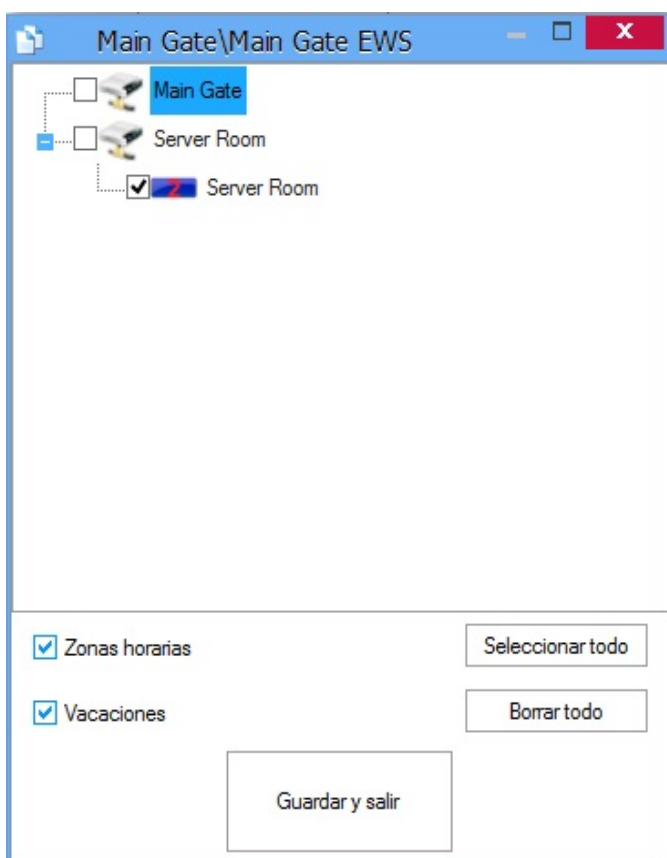 Main Gate\Main Gate EWS
Main Gate
Server Room
Z Server Room
Zonas horarias
Seleccionar todo
Vacaciones
Borrar todo
Guardar y salir